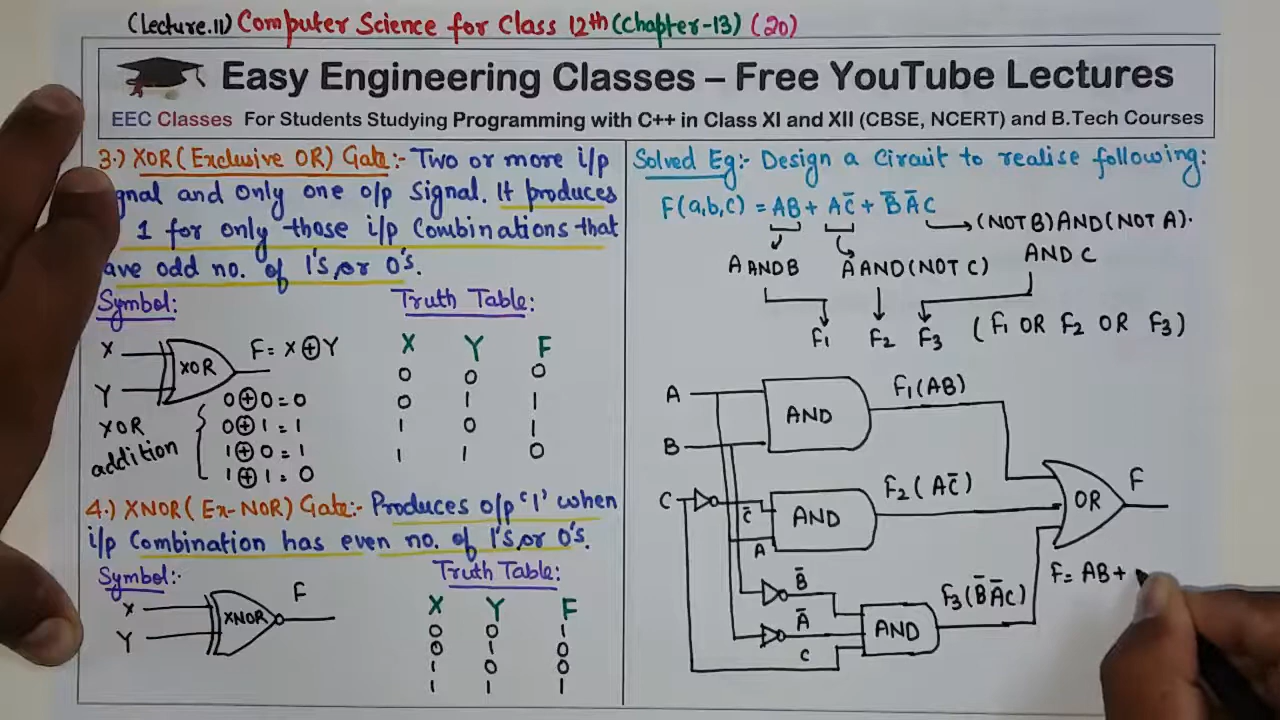 (Lecture.11) Computer Science for Class 12th (Chapter-13) (20)
Easy Engineering Classes – Free YouTube Lectures
EEC Classes For Students Studying Programming with C++ in Class XI and XII (CBSE, NCERT) and B.Tech Courses
3.) XOR (Exclusive OR) Gate:- Two or more i/p
gnal and only one o/p Signal. It produces
1 for only those i/p Combinations that
ave odd no. of 1's, or 0's.
Symbol:
Truth Table:
X
Y
XOR
F = X ⊕ Y
XOR addition
0 ⊕ 0 = 0
0 ⊕ 1 = 1
1 ⊕ 0 = 1
1 ⊕ 1 = 0
X Y F
0 0 0
0 1 1
1 0 1
1 1 0
4.) XNOR (Ex-NOR) Gate:- Produces o/p '1' when
i/p Combination has even no. of 1's, or 0's.
Symbol:-
Truth Table:
X
Y
XNOR
F
X Y F
0 0 1
0 1 0
1 0 0
1 1 1
Solved Eg:- Design a Circuit to realise following:
F(a,b,c) = AB + AC̅ + B̅ A̅ C
(NOT B) AND (NOT A).
AND C
A AND B
A AND (NOT C)
F1 F2 F3 (F1 OR F2 OR F3)
A
B
C
AND
F1 (AB)
C̅
A
AND
F2 (AC̅)
B̅
A̅
C
AND
F3 (B̅ A̅ C)
OR
F
F = AB +